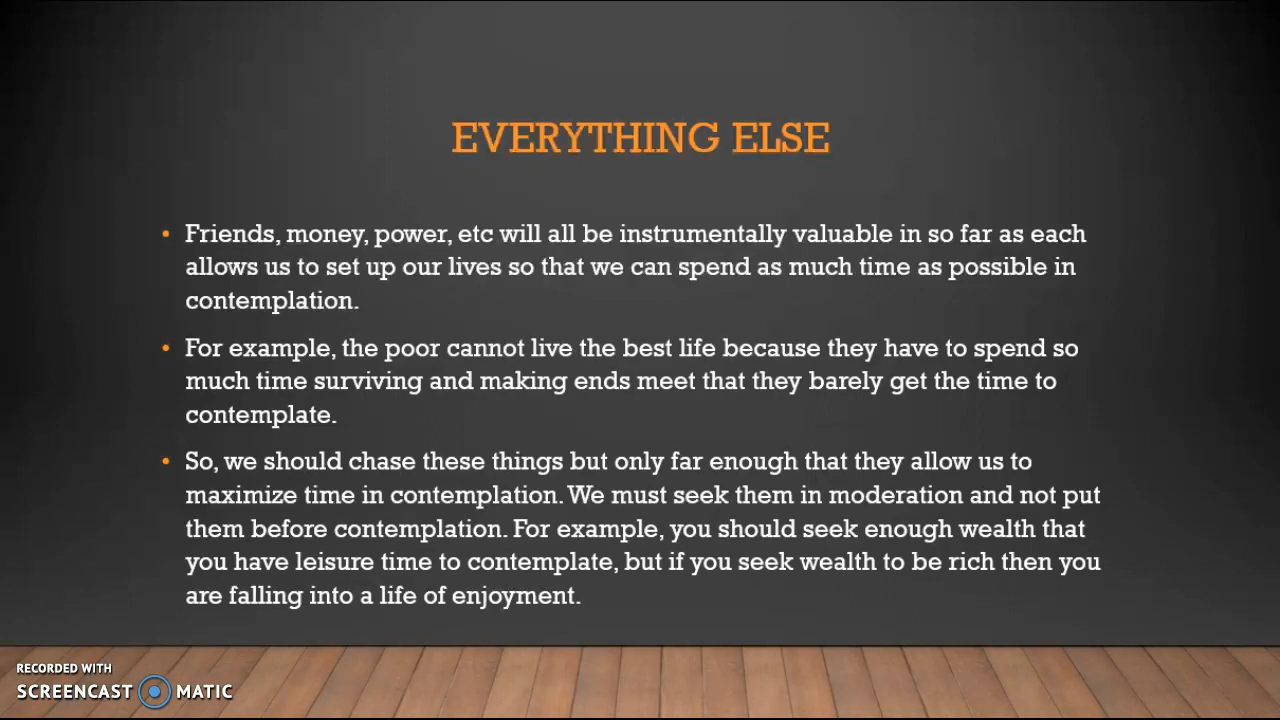 EVERYTHING ELSE
• Friends, money, power, etc will all be instrumentally valuable in so far as each
allows us to set up our lives so that we can spend as much time as possible in
contemplation.
• For example, the poor cannot live the best life because they have to spend so
much time surviving and making ends meet that they barely get the time to
contemplate.
• So, we should chase these things but only far enough that they allow us to
maximize time in contemplation. We must seek them in moderation and not put
them before contemplation. For example, you should seek enough wealth that
you have leisure time to contemplate, but if you seek wealth to be rich then you
are falling into a life of enjoyment.
RECORDED WITH
SCREENCAST MATIC